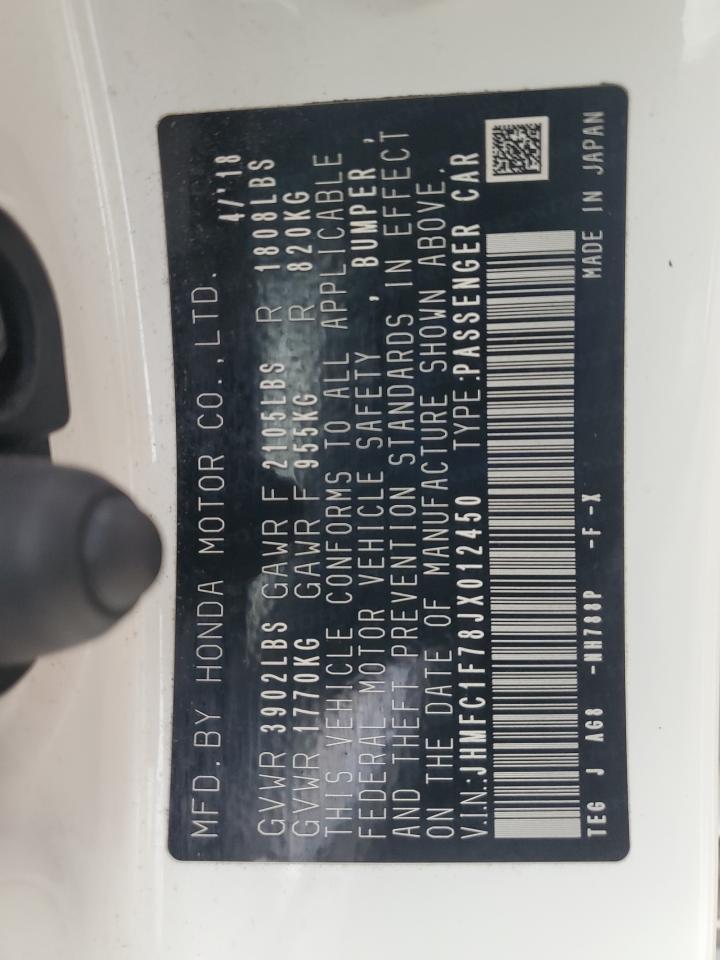 MFD. BY HONDA MOTOR CO., LTD. 4/'18
GVWR 3902LBS GAWR F 2105LBS R 1808LBS
GVWR 1770KG GAWR F 955KG R 820KG
THIS VEHICLE CONFORMS TO ALL APPLICABLE
FEDERAL MOTOR VEHICLE SAFETY , BUMPER ,
AND THEFT PREVENTION STANDARDS IN EFFECT
ON THE DATE OF MANUFACTURE SHOWN ABOVE.
V.I.N.:JHMFC1F78JX012450 TYPE:PASSENGER CAR
TEG J AG8 -NH788P -F -X MADE IN JAPAN